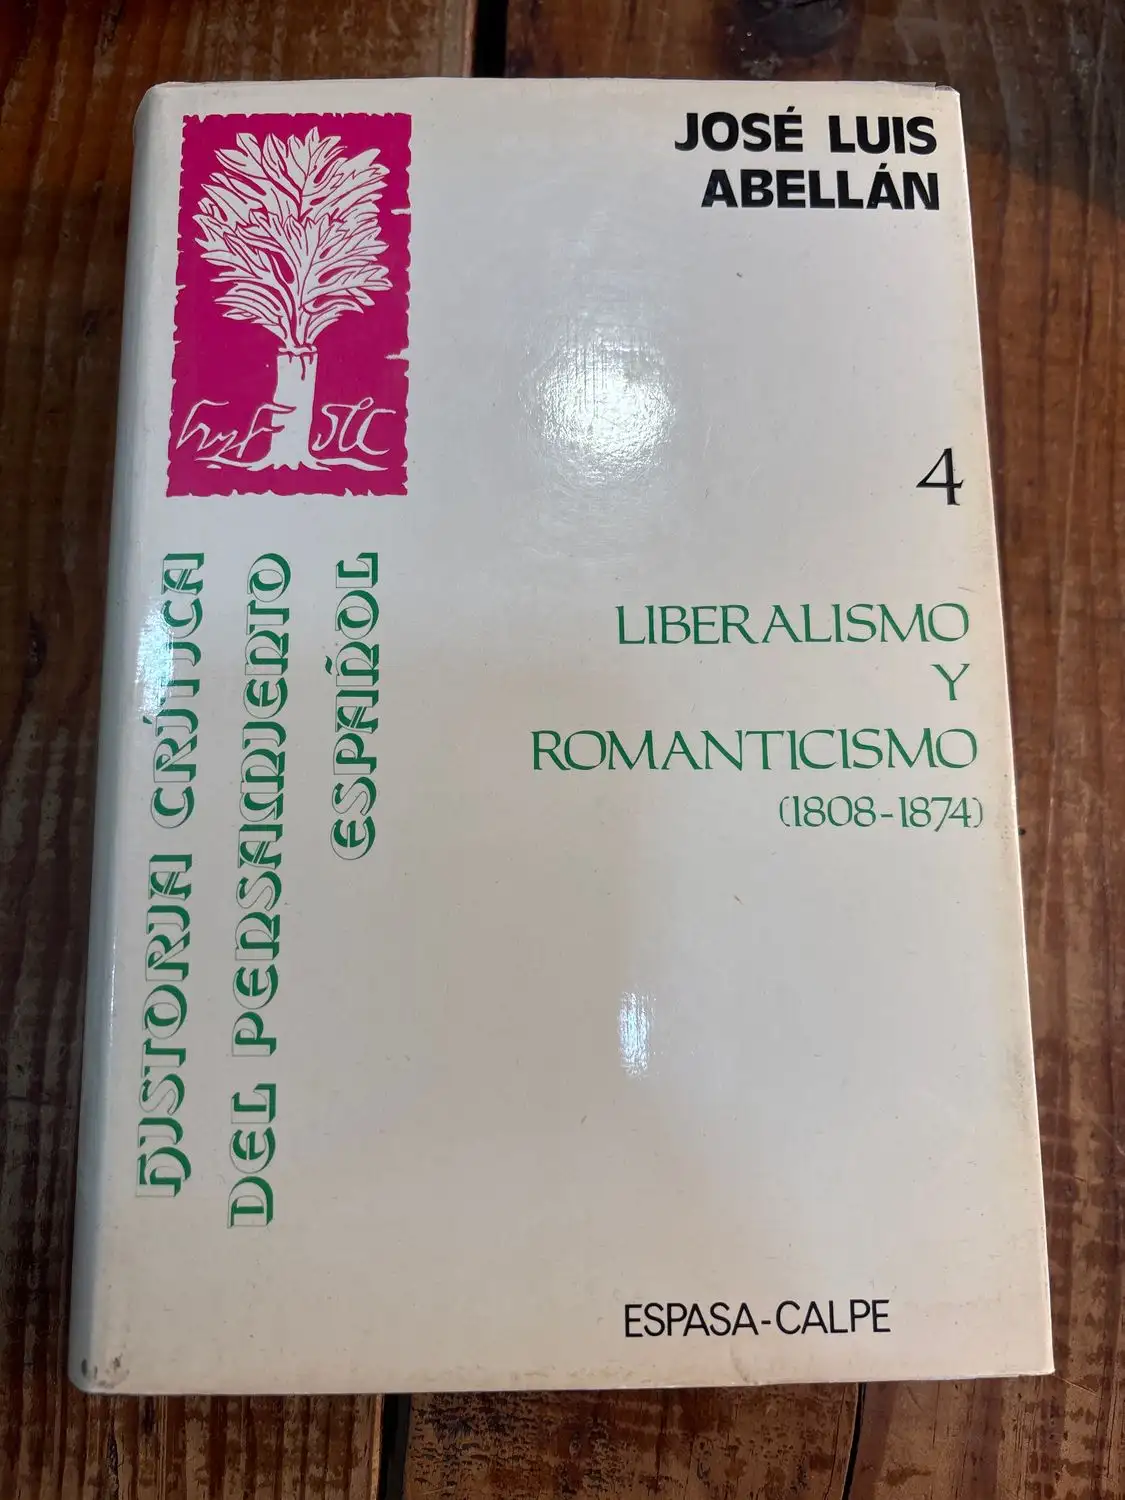 JOSÉ LUIS
ABELLÁN
4
LIBERALISMO
Y
ROMANTICISMO
(1808-1874)
HISTORIA CRÍTICA
DEL PENSAMIENTO
ESPAÑOL
ESPASA-CALPE